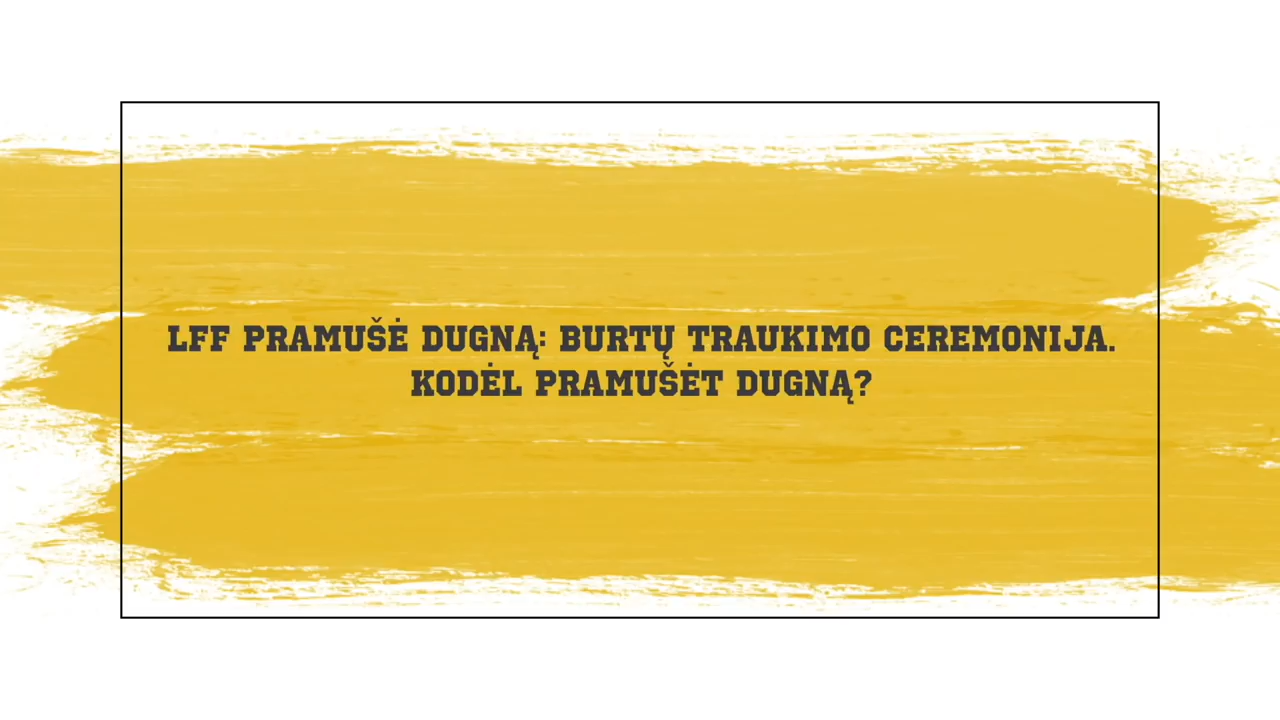 LFF PRAMUŠĖ DUGNĄ: BURTŲ TRAUKIMO CEREMONIJA.
KODĖL PRAMUŠĖT DUGNĄ?